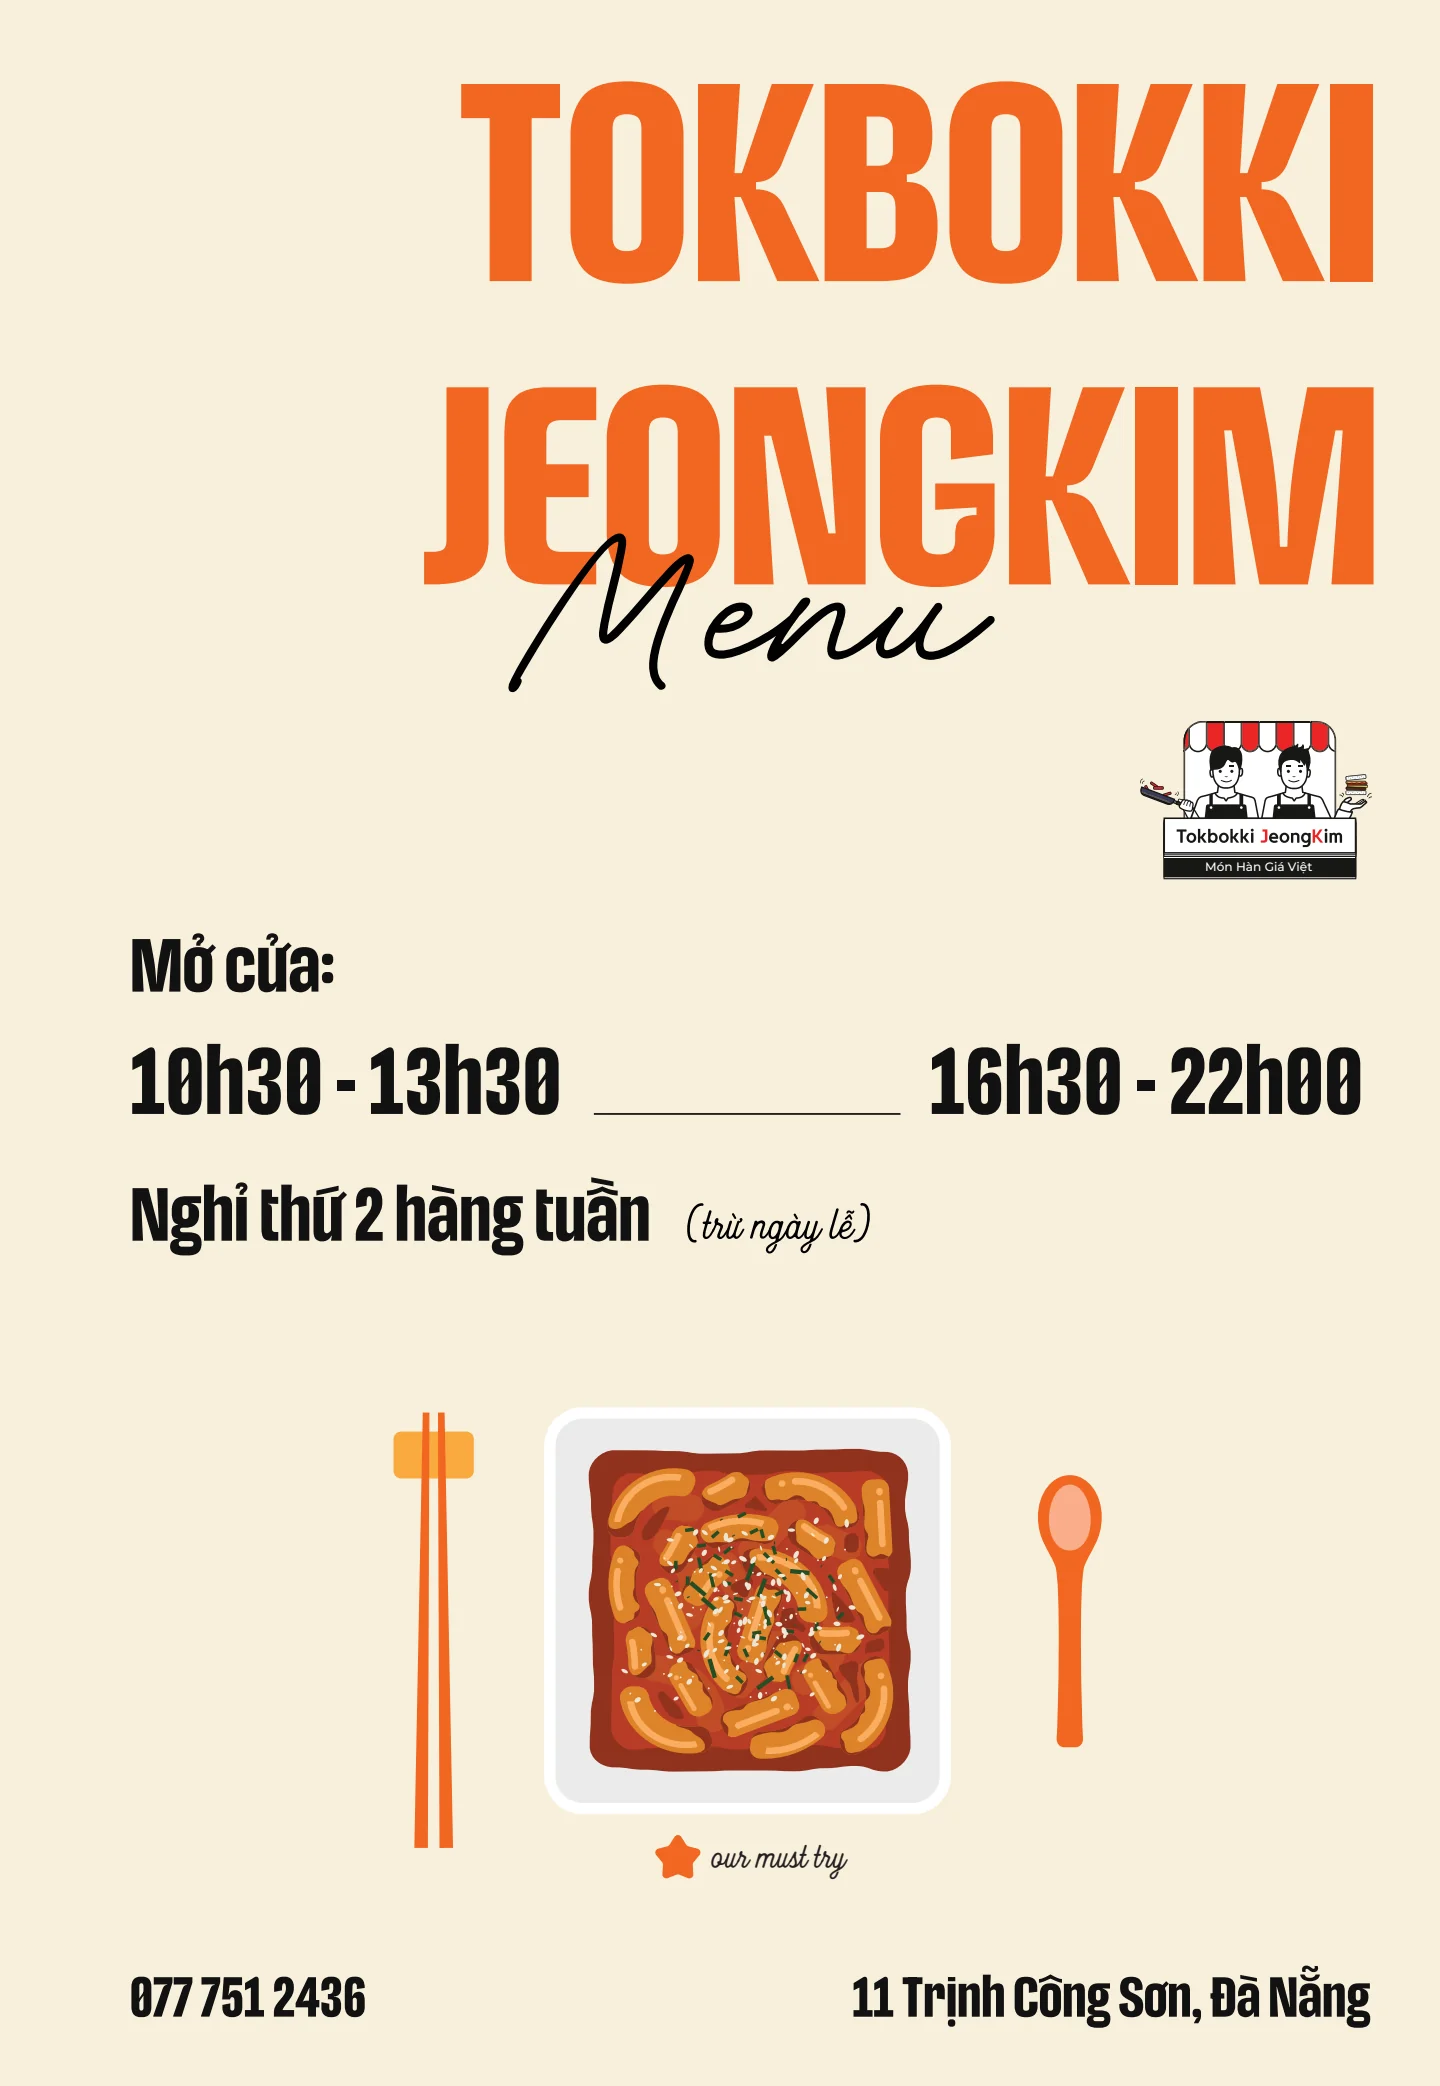 TOKBOKKI
JEONGKIM
Menu
Tokbokki JeongKim
Món Hàn Giá Việt
Mở cửa:
10h30 - 13h30 16h30 - 22h00
Nghỉ thứ 2 hàng tuần (trừ ngày lễ)
our must try
077 751 2436 11 Trịnh Công Sơn, Đà Nẵng